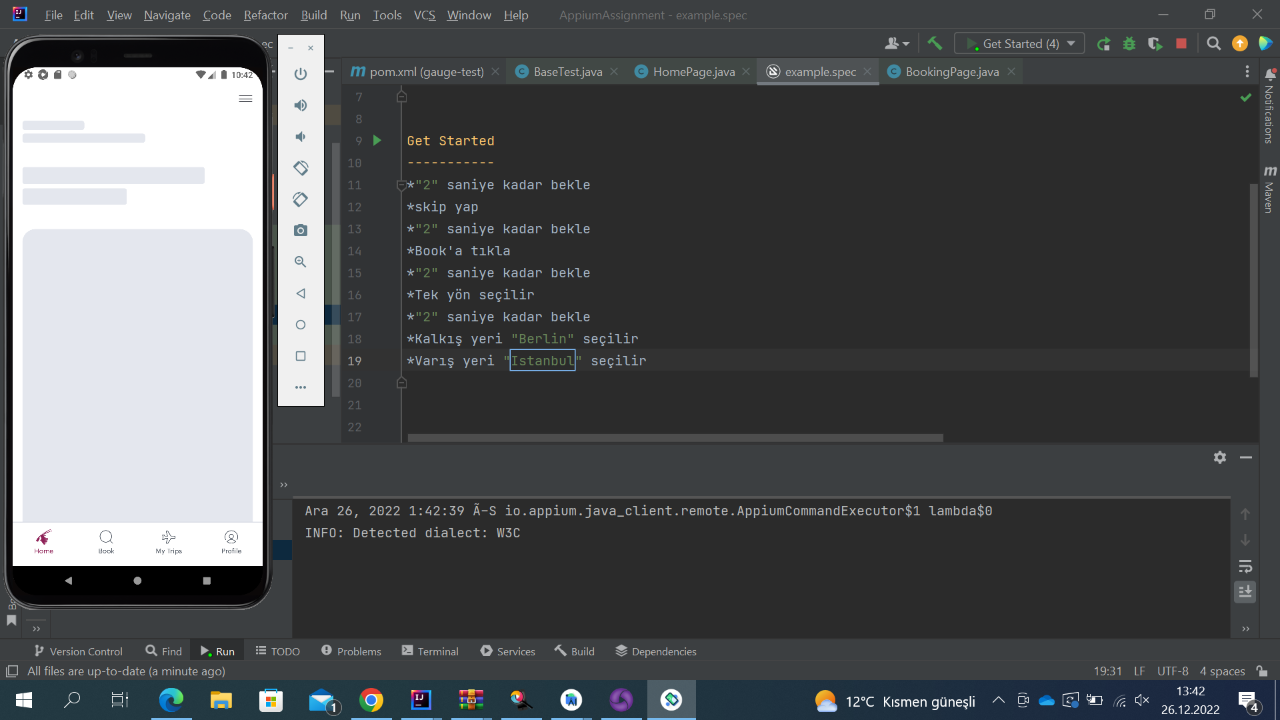 File Edit View Navigate Code Refactor Build Run Tools VCS Window Help AppiumAssignment - example.spec
Get Started (4)
pom.xml (gauge-test) BaseTest.java HomePage.java example.spec BookingPage.java
10:42
7
8
9 Get Started
10 -----------
11 *"2" saniye kadar bekle
12 *skip yap
13 *"2" saniye kadar bekle
14 *Book'a tıkla
15 *"2" saniye kadar bekle
16 *Tek yön seçilir
17 *"2" saniye kadar bekle
18 *Kalkış yeri "Berlin" seçilir
19 *Varış yeri "Istanbul" seçilir
20
21
22
Notifications
Maven
Home Book My Trips Profile
Ara 26, 2022 1:42:39 Ã-S io.appium.java_client.remote.AppiumCommandExecutor$1 lambda$0
INFO: Detected dialect: W3C
Version Control Find Run TODO Problems Terminal Services Build Dependencies
All files are up-to-date (a minute ago) 19:31 LF UTF-8 4 spaces
1 12°C Kısmen güneşli 13:42
26.12.2022 4